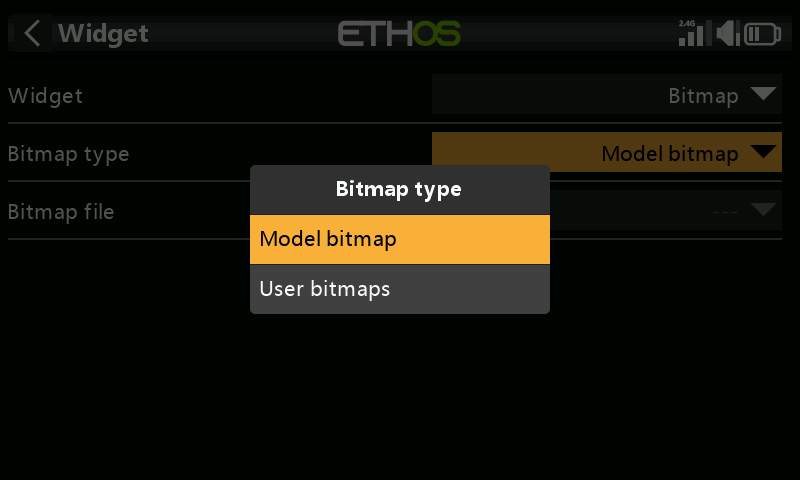 Widget
ETHOS
2.4G
Widget
Bitmap
Bitmap type
Model bitmap
Bitmap file
---
Bitmap type
Model bitmap
User bitmaps